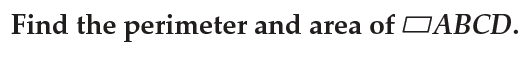 Find the perimeter and area of ▱ABCD.